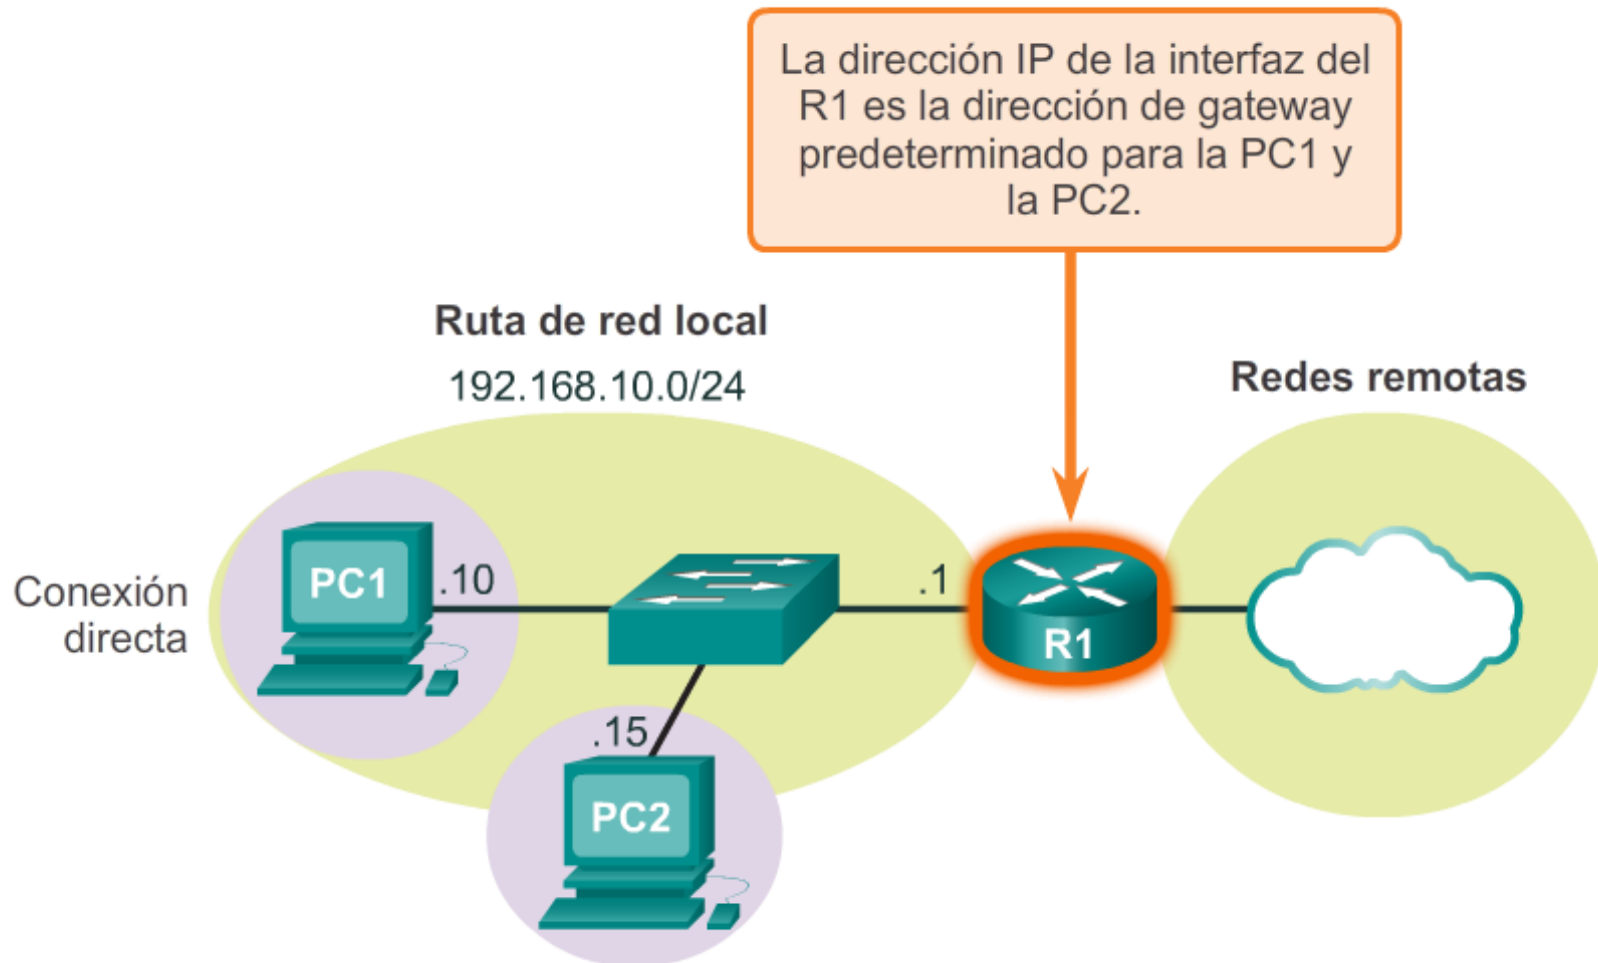 La dirección IP de la interfaz del
R1 es la dirección de gateway
predeterminado para la PC1 y
la PC2.
Ruta de red local
192.168.10.0/24
Redes remotas
Conexión
directa
PC1
.10
.1
R1
.15
PC2